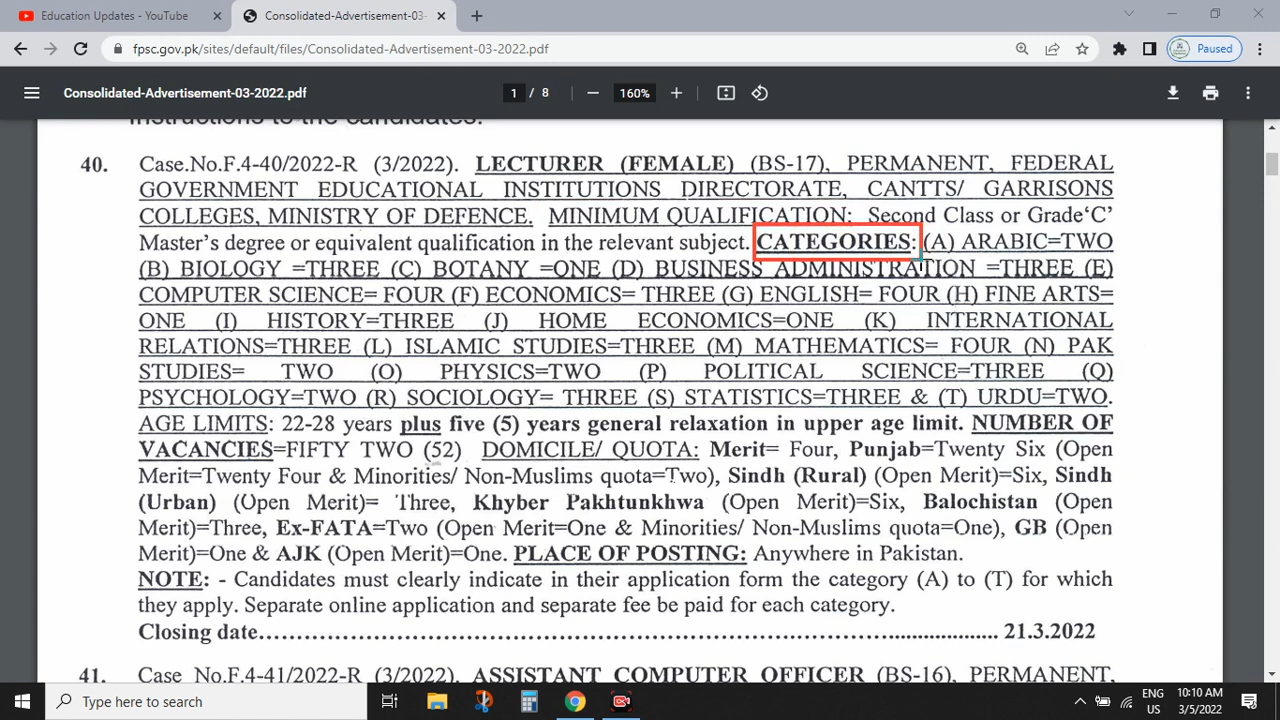 Education Updates - YouTube
Consolidated-Advertisement-03-
fpsc.gov.pk/sites/default/files/Consolidated-Advertisement-03-2022.pdf
Paused
Consolidated-Advertisement-03-2022.pdf
1 / 8
160%
instructions to the candidates.
40. Case.No.F.4-40/2022-R (3/2022). LECTURER (FEMALE) (BS-17), PERMANENT, FEDERAL
GOVERNMENT EDUCATIONAL INSTITUTIONS DIRECTORATE, CANTTS/ GARRISONS
COLLEGES, MINISTRY OF DEFENCE. MINIMUM QUALIFICATION: Second Class or Grade‘C’
Master’s degree or equivalent qualification in the relevant subject. CATEGORIES: (A) ARABIC=TWO
(B) BIOLOGY =THREE (C) BOTANY =ONE (D) BUSINESS ADMINISTRATION =THREE (E)
COMPUTER SCIENCE= FOUR (F) ECONOMICS= THREE (G) ENGLISH= FOUR (H) FINE ARTS=
ONE (I) HISTORY=THREE (J) HOME ECONOMICS=ONE (K) INTERNATIONAL
RELATIONS=THREE (L) ISLAMIC STUDIES=THREE (M) MATHEMATICS= FOUR (N) PAK
STUDIES= TWO (O) PHYSICS=TWO (P) POLITICAL SCIENCE=THREE (Q)
PSYCHOLOGY=TWO (R) SOCIOLOGY= THREE (S) STATISTICS=THREE & (T) URDU=TWO.
AGE LIMITS: 22-28 years plus five (5) years general relaxation in upper age limit. NUMBER OF
VACANCIES=FIFTY TWO (52) DOMICILE/ QUOTA: Merit= Four, Punjab=Twenty Six (Open
Merit=Twenty Four & Minorities/ Non-Muslims quota=Two), Sindh (Rural) (Open Merit)=Six, Sindh
(Urban) (Open Merit)= Three, Khyber Pakhtunkhwa (Open Merit)=Six, Balochistan (Open
Merit)=Three, Ex-FATA=Two (Open Merit=One & Minorities/ Non-Muslims quota=One), GB (Open
Merit)=One & AJK (Open Merit)=One. PLACE OF POSTING: Anywhere in Pakistan.
NOTE: - Candidates must clearly indicate in their application form the category (A) to (T) for which
they apply. Separate online application and separate fee be paid for each category.
Closing date……………………………………………………………................... 21.3.2022
41. Case No.F.4-41/2022-R (3/2022). ASSISTANT COMPUTER OFFICER (BS-16), PERMANENT,
Type here to search
ENG
US
10:10 AM
3/5/2022